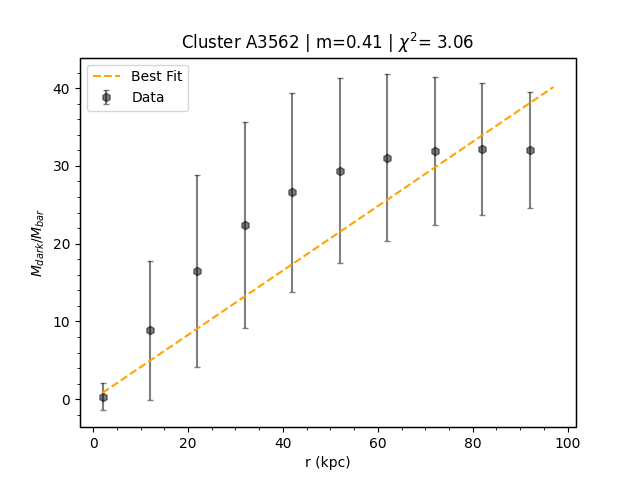 Cluster A3562 | m=0.41 | χ²= 3.06
Best Fit
Data
M_dark/M_bar
40
30
20
10
0
0 20 40 60 80 100
r (kpc)